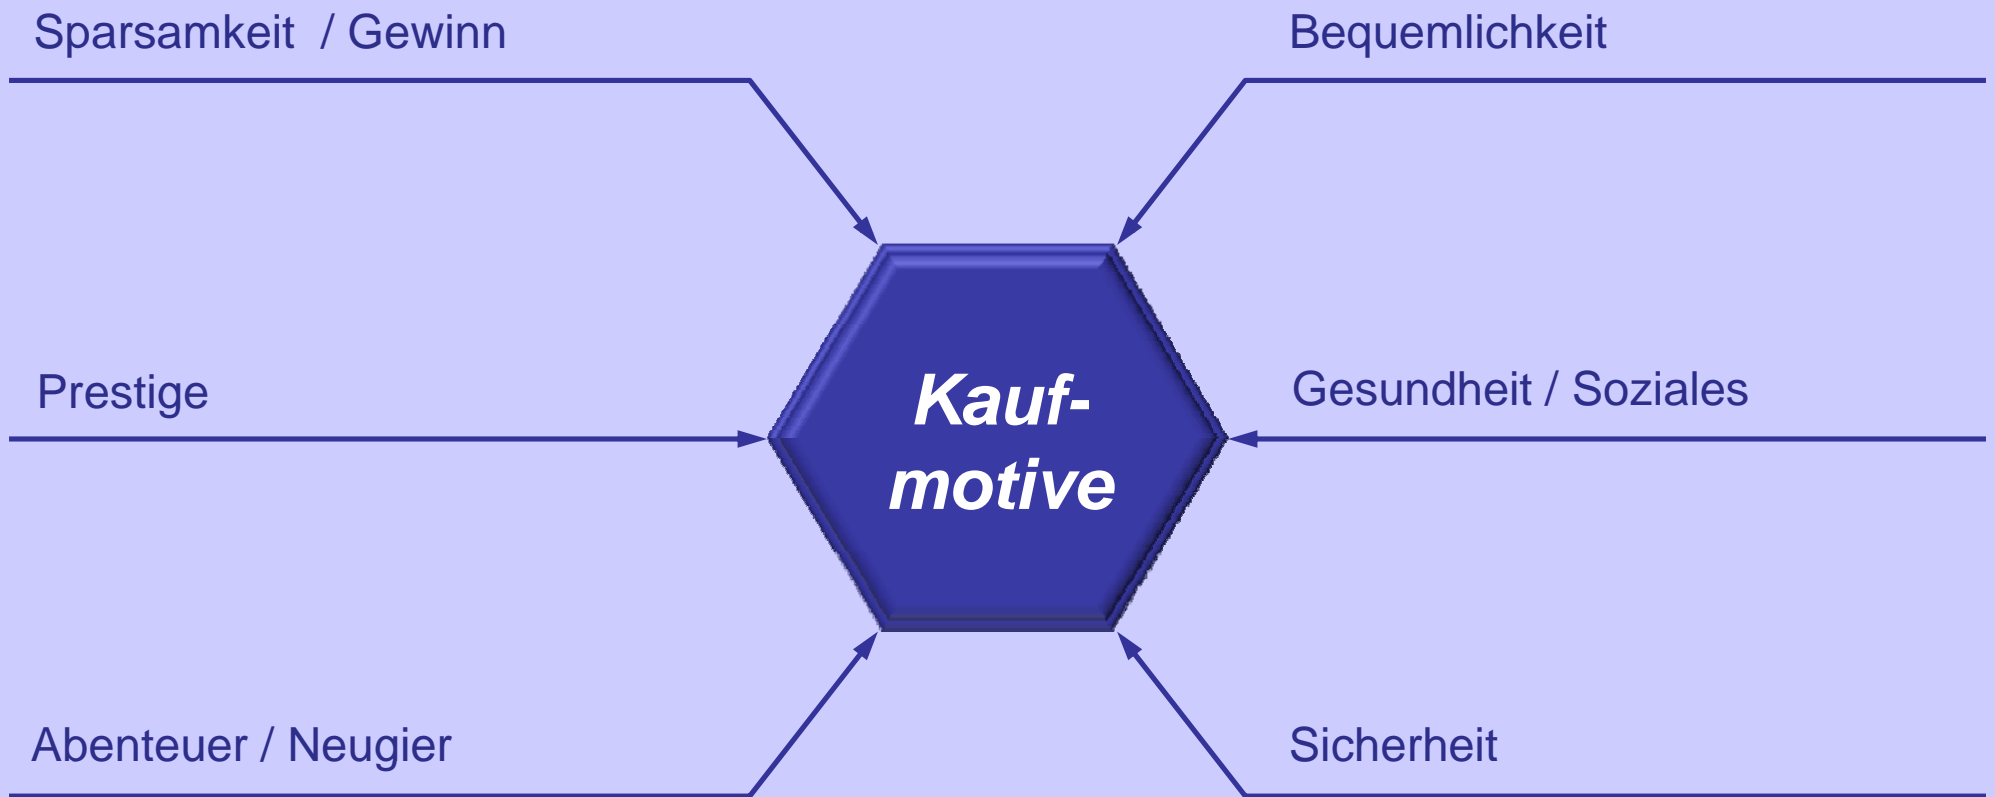 Sparsamkeit / Gewinn
Bequemlichkeit
Prestige
Kauf-
motive
Gesundheit / Soziales
Abenteuer / Neugier
Sicherheit